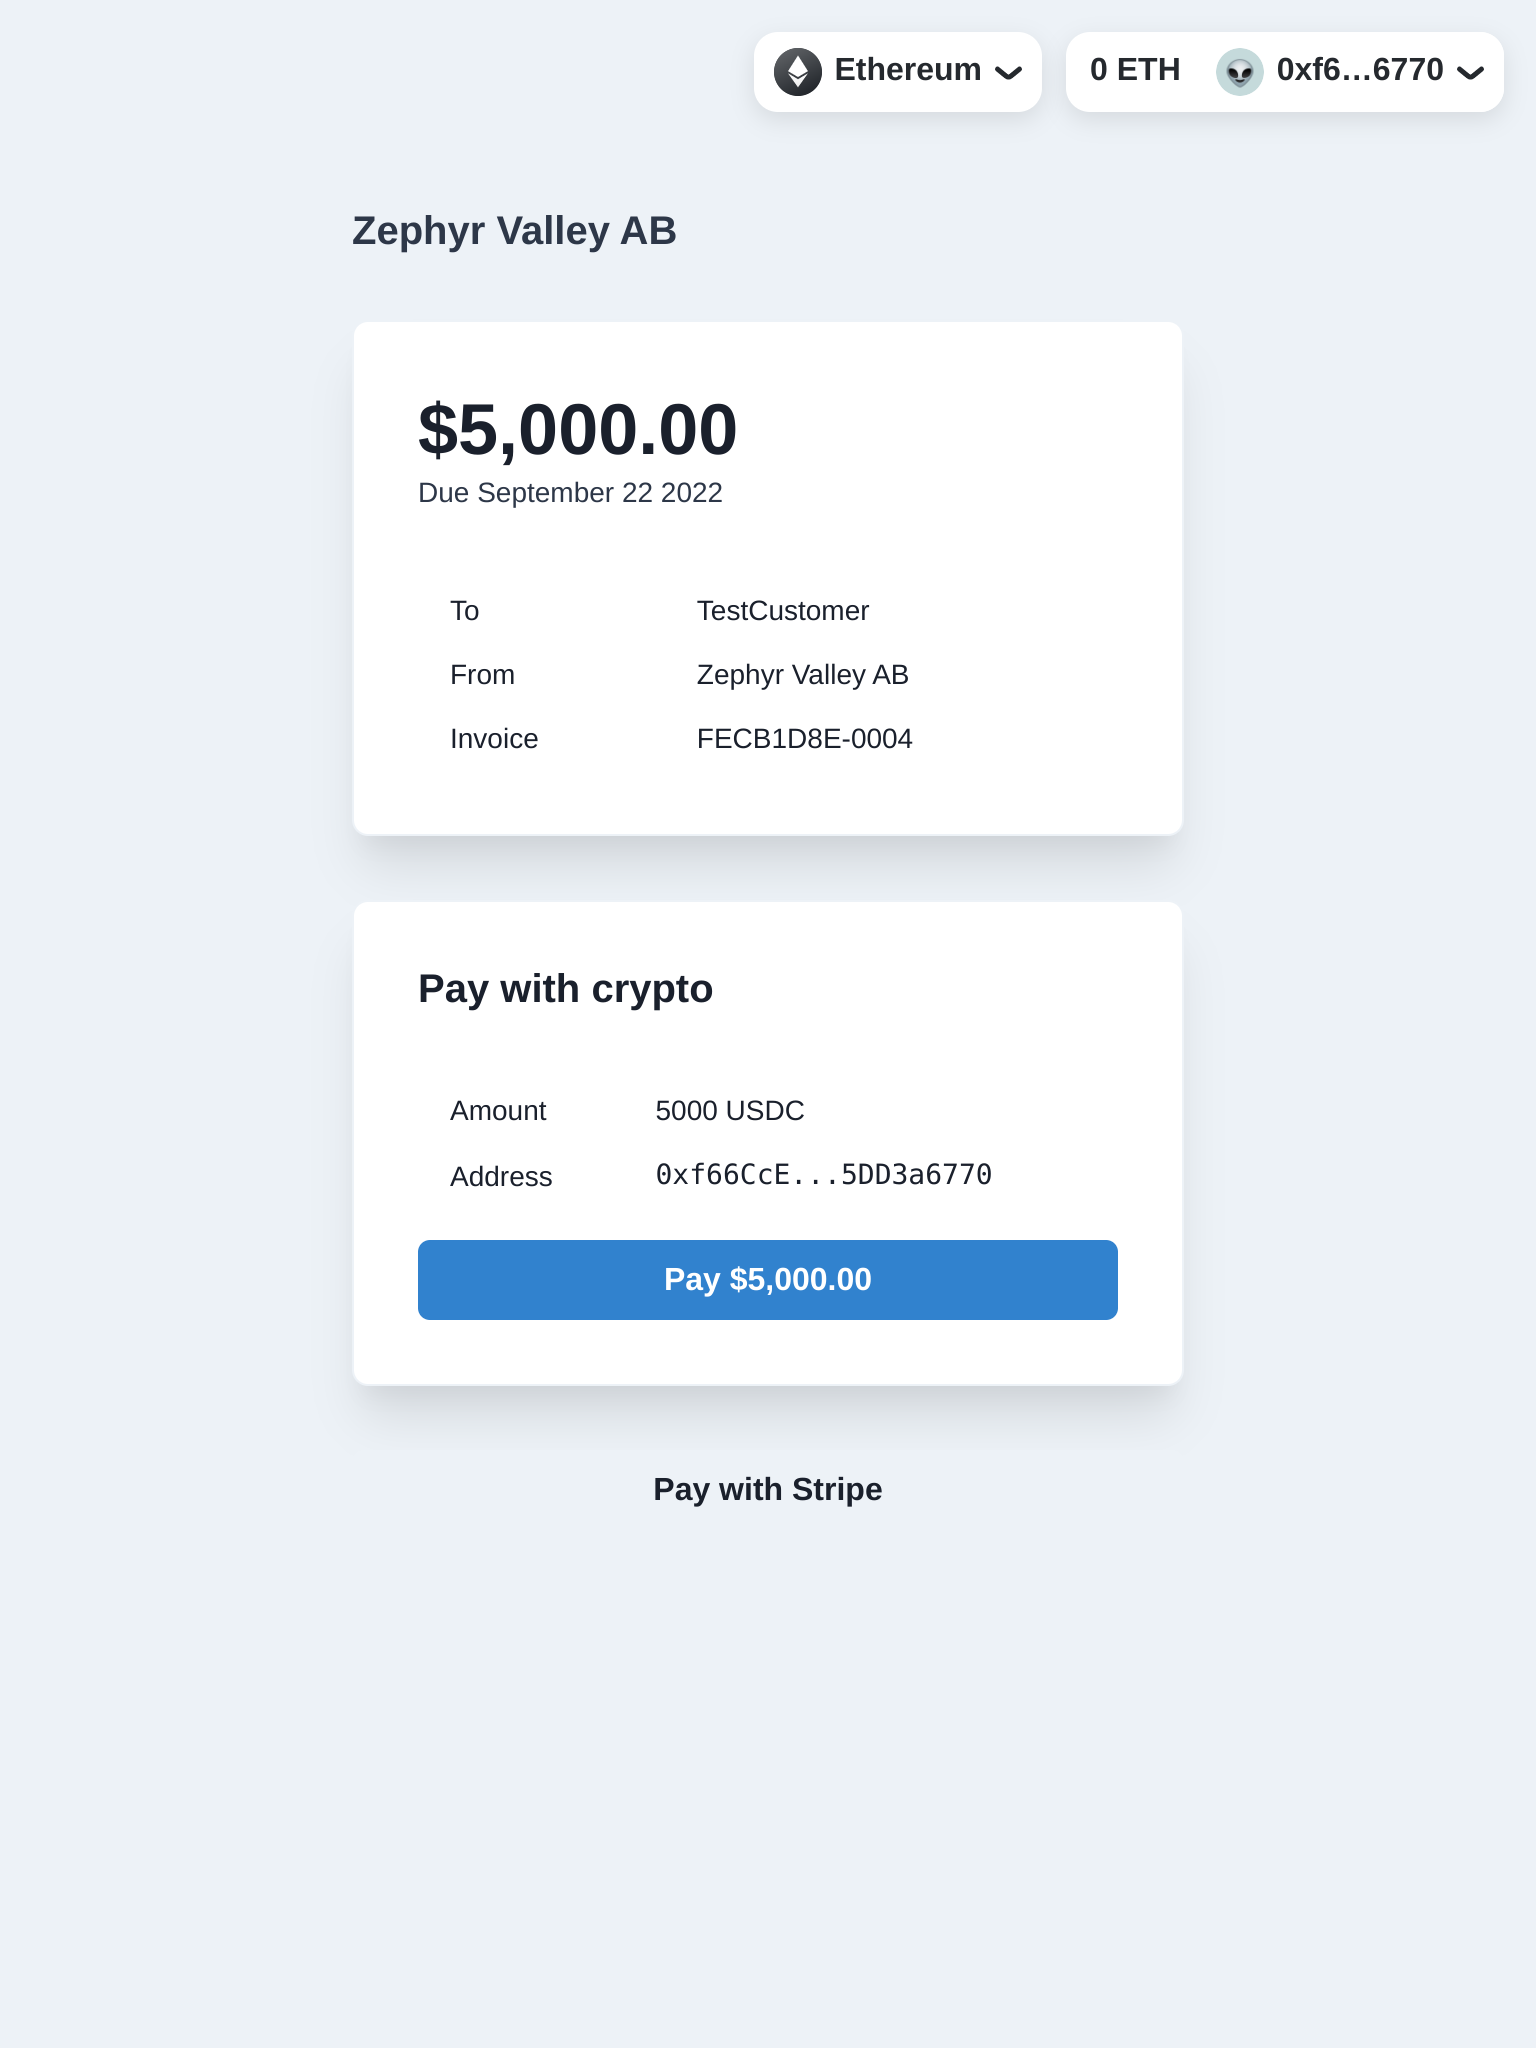 Ethereum
0 ETH 0xf6...6770
Zephyr Valley AB
$5,000.00
Due September 22 2022
To TestCustomer
From Zephyr Valley AB
Invoice FECB1D8E-0004
Pay with crypto
Amount 5000 USDC
Address 0xf66CcE...5DD3a6770
Pay $5,000.00
Pay with Stripe